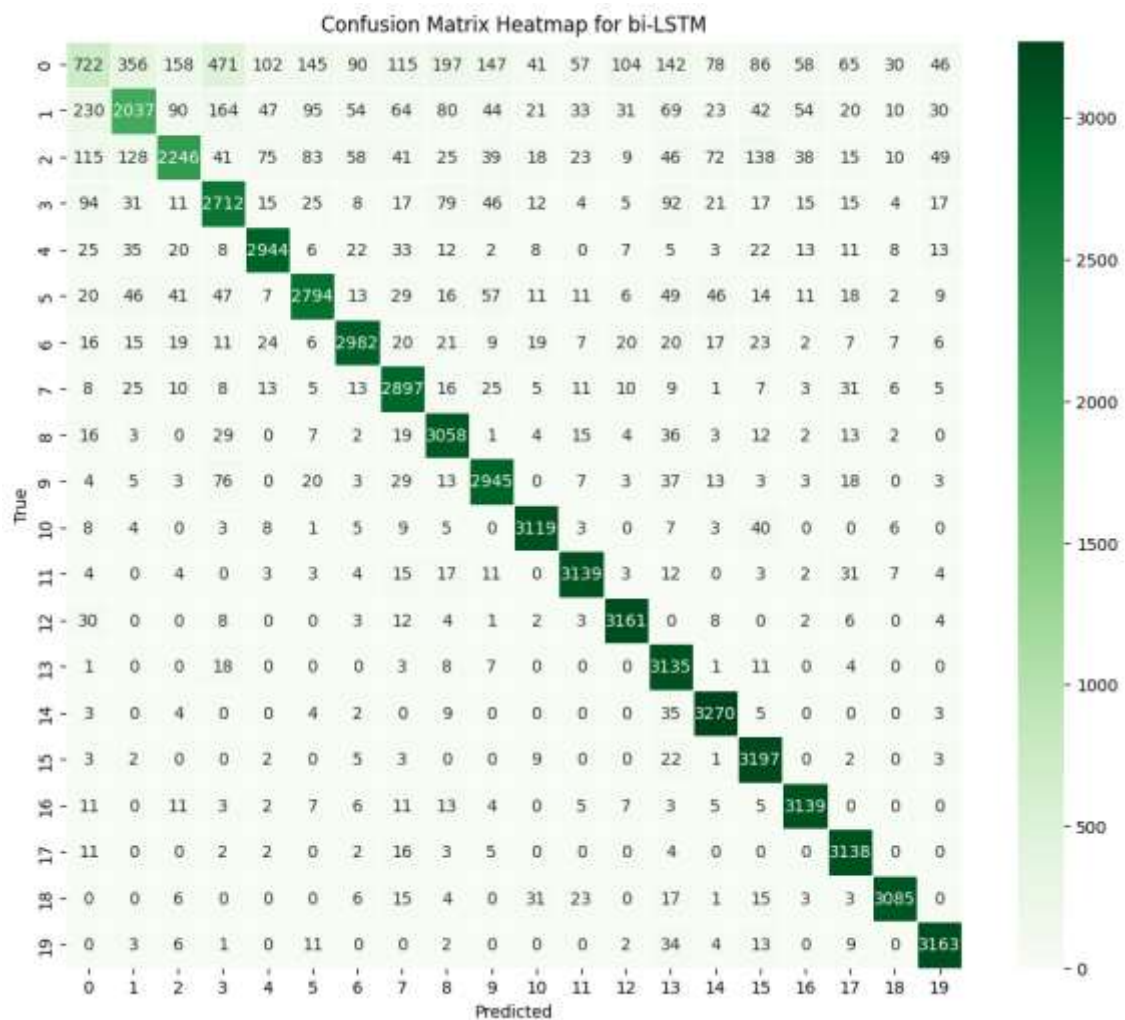 Confusion Matrix Heatmap for bi-LSTM
0 - 722 356 158 471 102 145 90 115 197 147 41 57 104 142 78 86 58 65 30 46
1 - 230 2037 90 164 47 95 54 64 80 44 21 33 31 69 23 42 54 20 10 30
2 - 115 128 2246 41 75 83 58 41 25 39 18 23 9 46 72 138 38 15 10 49
3 - 94 31 11 2712 15 25 8 17 79 46 12 4 5 92 21 17 15 15 4 17
4 - 25 35 20 8 2944 6 22 33 12 2 8 0 7 5 3 22 13 11 8 13
5 - 20 46 41 47 7 2794 13 29 16 57 11 11 6 49 46 14 11 18 2 9
6 - 16 15 19 11 24 6 2982 20 21 9 19 7 20 20 17 23 2 7 7 6
7 - 8 25 10 8 13 5 13 2897 16 25 5 11 10 9 1 7 3 31 6 5
8 - 16 3 0 29 0 7 2 19 3058 1 4 15 4 36 3 12 2 13 2 0
9 - 4 5 3 76 0 20 3 29 13 2945 0 7 3 37 13 3 3 18 0 3
10 - 8 4 0 3 8 1 5 9 5 0 3119 3 0 7 3 40 0 0 6 0
11 - 4 0 4 0 3 3 4 15 17 11 0 3139 3 12 0 3 2 31 7 4
12 - 30 0 0 8 0 0 3 12 4 1 2 3 3161 0 8 0 2 6 0 4
13 - 1 0 0 18 0 0 0 3 8 7 0 0 0 3135 1 11 0 4 0 0
14 - 3 0 4 0 0 4 2 0 9 0 0 0 0 35 3270 5 0 0 0 3
15 - 3 2 0 0 2 0 5 3 0 0 9 0 0 22 1 3197 0 2 0 3
16 - 11 0 11 3 2 7 6 11 13 4 0 5 7 3 5 5 3139 0 0 0
17 - 11 0 0 2 2 0 2 16 3 5 0 0 0 4 0 0 0 3138 0 0
18 - 0 0 6 0 0 0 6 15 4 0 31 23 0 17 1 15 3 3 3085 0
19 - 0 3 6 1 0 11 0 0 2 0 0 0 2 34 4 13 0 9 0 3163
0 1 2 3 4 5 6 7 8 9 10 11 12 13 14 15 16 17 18 19
Predicted
True
3000
2500
2000
1500
1000
500
0